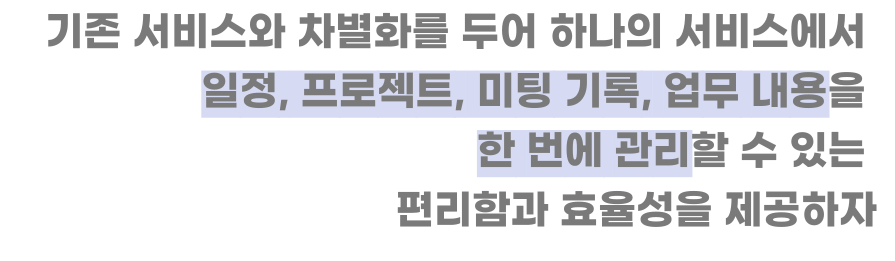 기존 서비스와 차별화를 두어 하나의 서비스에서
일정, 프로젝트, 미팅 기록, 업무 내용을
한 번에 관리할 수 있는
편리함과 효율성을 제공하자